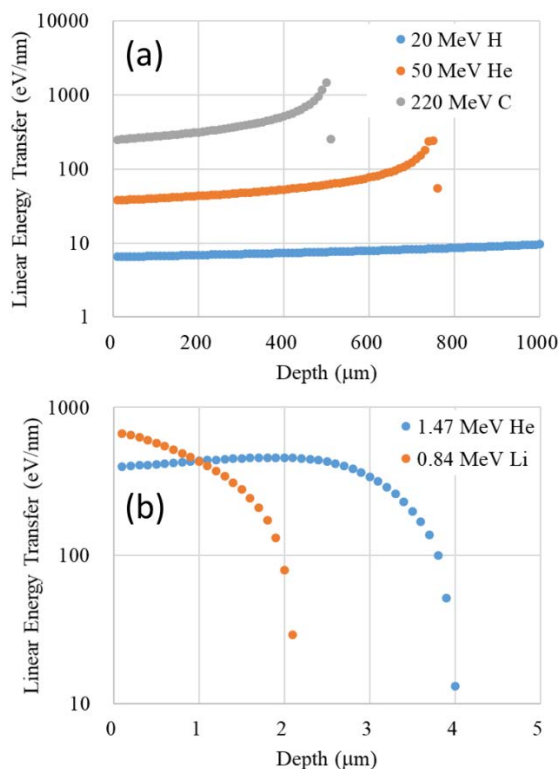 (a)
20 MeV H
50 MeV He
220 MeV C
Linear Energy Transfer (eV/nm)
10000
1000
100
10
1
0 200 400 600 800 1000
Depth (μm)
(b)
1.47 MeV He
0.84 MeV Li
Linear Energy Transfer (eV/nm)
1000
100
10
0 1 2 3 4 5
Depth (μm)